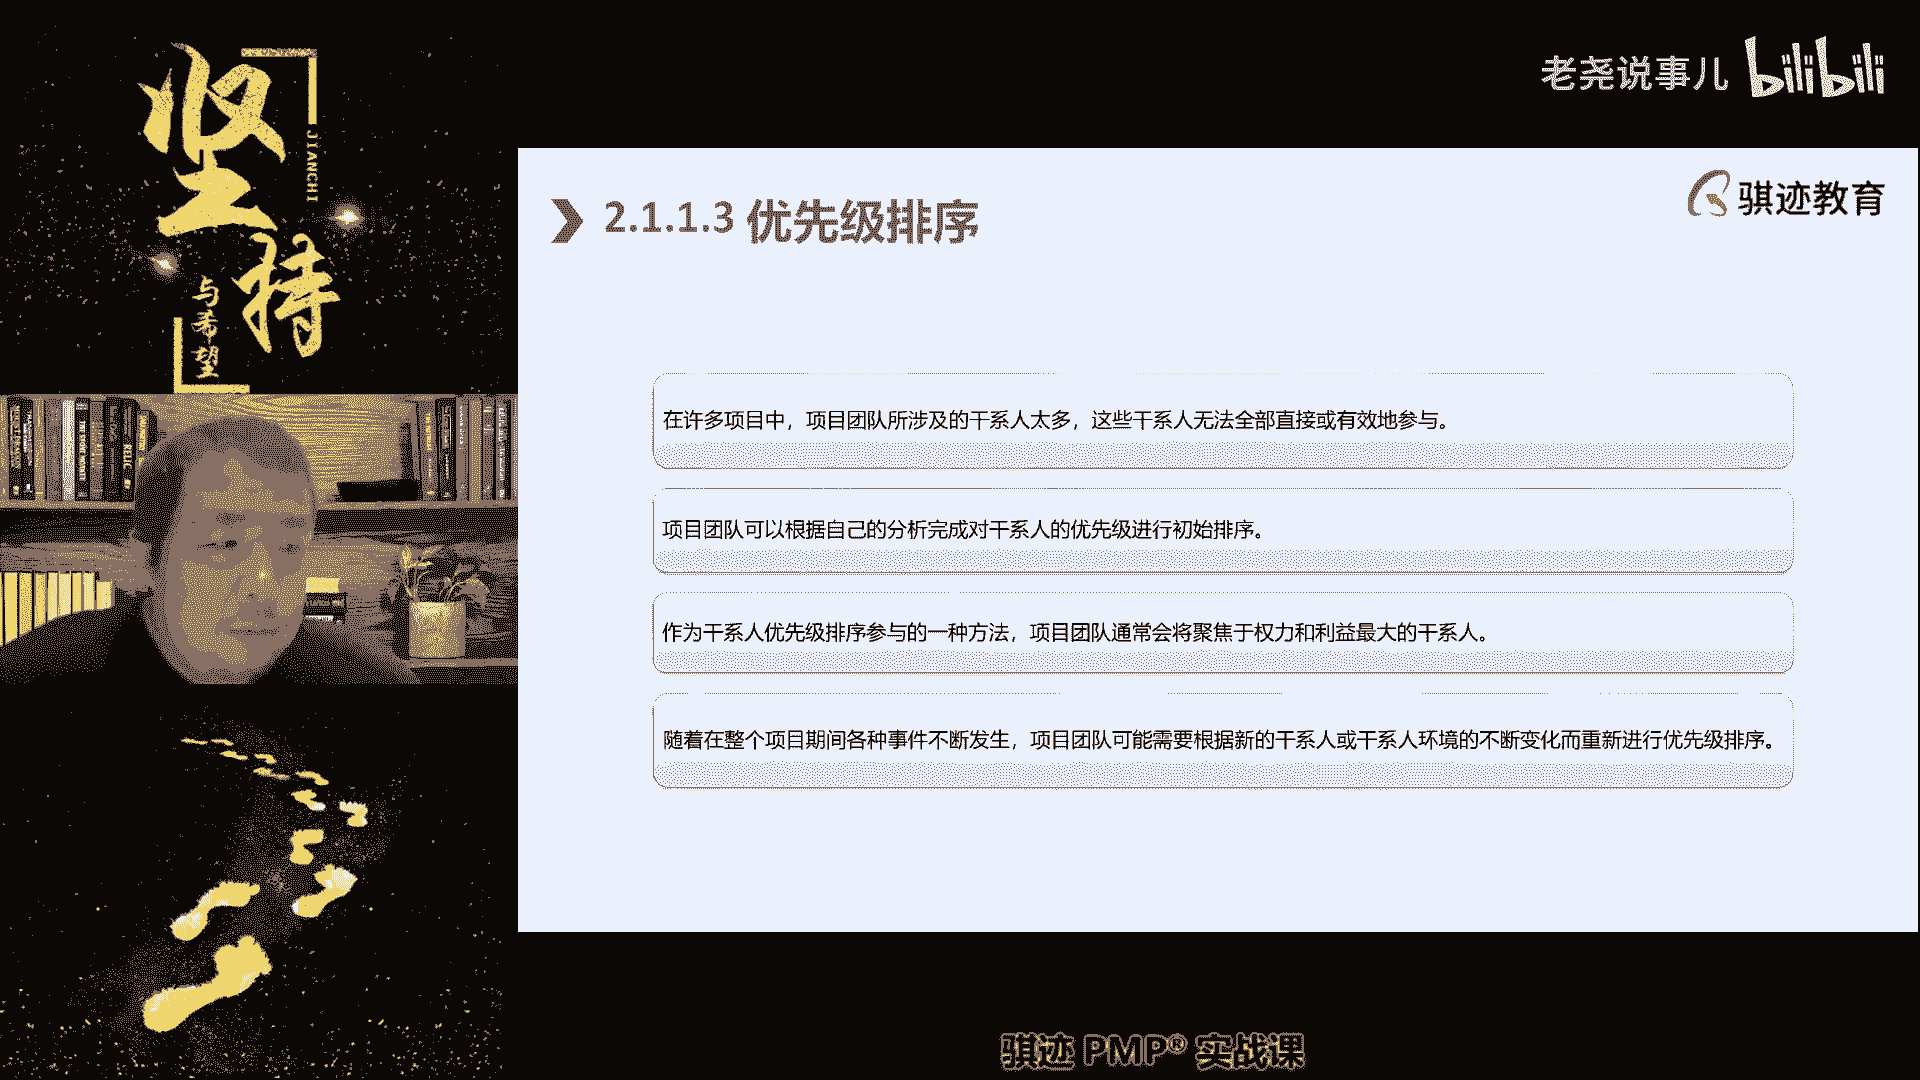 坚持
JIANCHI
与希望
老尧说事儿 bilibili
骐迹教育
2.1.1.3 优先级排序
在许多项目中，项目团队所涉及的干系人太多，这些干系人无法全部直接或有效地参与。
项目团队可以根据自己的分析完成对干系人的优先级进行初始排序。
作为干系人优先级排序参与的一种方法，项目团队通常会将聚焦于权力和利益最大的干系人。
随着在整个项目期间各种事件不断发生，项目团队可能需要根据新的干系人或干系人环境的不断变化而重新进行优先级排序。
骐迹 PMP® 实战课